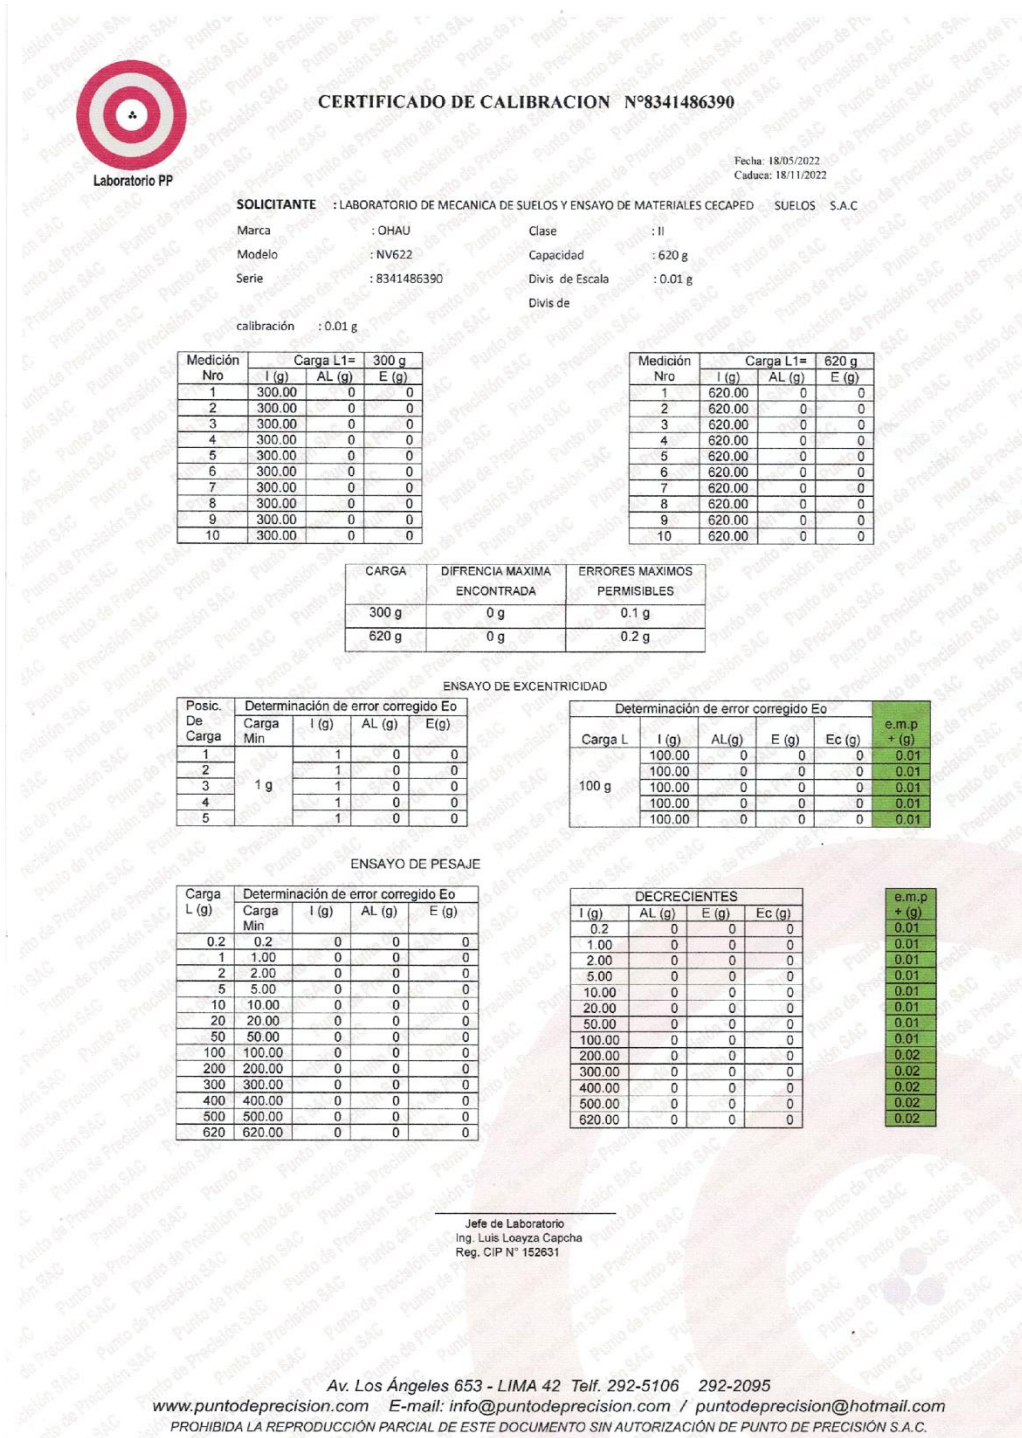 CERTIFICADO DE CALIBRACION N°8341486390
Laboratorio PP
Fecha: 18/05/2022
Caduca: 18/11/2022
SOLICITANTE : LABORATORIO DE MECANICA DE SUELOS Y ENSAYO DE MATERIALES CECAPED SUELOS S.A.C
Marca : OHAU Clase : II
Modelo : NV622 Capacidad : 620 g
Serie : 8341486390 Divis de Escala : 0.01 g
Divis de
calibración : 0.01 g
Medición Carga L1= 300 g
Nro I (g) AL (g) E (g)
1 300.00 0 0
2 300.00 0 0
3 300.00 0 0
4 300.00 0 0
5 300.00 0 0
6 300.00 0 0
7 300.00 0 0
8 300.00 0 0
9 300.00 0 0
10 300.00 0 0
Medición Carga L1= 620 g
Nro I (g) AL (g) E (g)
1 620.00 0 0
2 620.00 0 0
3 620.00 0 0
4 620.00 0 0
5 620.00 0 0
6 620.00 0 0
7 620.00 0 0
8 620.00 0 0
9 620.00 0 0
10 620.00 0 0
CARGA DIFRENCIA MAXIMA ERRORES MAXIMOS
ENCONTRADA PERMISIBLES
300 g 0 g 0.1 g
620 g 0 g 0.2 g
ENSAYO DE EXCENTRICIDAD
Posic. Determinación de error corregido Eo
De Carga I (g) AL (g) E(g)
Carga Min
1 1 0 0
2 1 0 0
3 1 g 1 0 0
4 1 0 0
5 1 0 0
Determinación de error corregido Eo e.m.p
Carga L I (g) AL(g) E (g) Ec (g) + (g)
100.00 0 0 0 0.01
100.00 0 0 0 0.01
100 g 100.00 0 0 0 0.01
100.00 0 0 0 0.01
100.00 0 0 0 0.01
ENSAYO DE PESAJE
Carga Determinación de error corregido Eo
L (g) Carga I (g) AL (g) E (g)
Min
0.2 0.2 0 0 0
1 1.00 0 0 0
2 2.00 0 0 0
5 5.00 0 0 0
10 10.00 0 0 0
20 20.00 0 0 0
50 50.00 0 0 0
100 100.00 0 0 0
200 200.00 0 0 0
300 300.00 0 0 0
400 400.00 0 0 0
500 500.00 0 0 0
620 620.00 0 0 0
DECRECIENTES e.m.p
I (g) AL (g) E (g) Ec (g) + (g)
0.2 0 0 0 0.01
1.00 0 0 0 0.01
2.00 0 0 0 0.01
5.00 0 0 0 0.01
10.00 0 0 0 0.01
20.00 0 0 0 0.01
50.00 0 0 0 0.01
100.00 0 0 0 0.01
200.00 0 0 0 0.02
300.00 0 0 0 0.02
400.00 0 0 0 0.02
500.00 0 0 0 0.02
620.00 0 0 0 0.02
Jefe de Laboratorio
Ing. Luis Loayza Capcha
Reg. CIP N° 152631
Av. Los Ángeles 653 - LIMA 42 Telf. 292-5106 292-2095
www.puntodeprecision.com E-mail: info@puntodeprecision.com / puntodeprecision@hotmail.com
PROHIBIDA LA REPRODUCCIÓN PARCIAL DE ESTE DOCUMENTO SIN AUTORIZACIÓN DE PUNTO DE PRECISIÓN S.A.C.
Punto de Precisión SAC